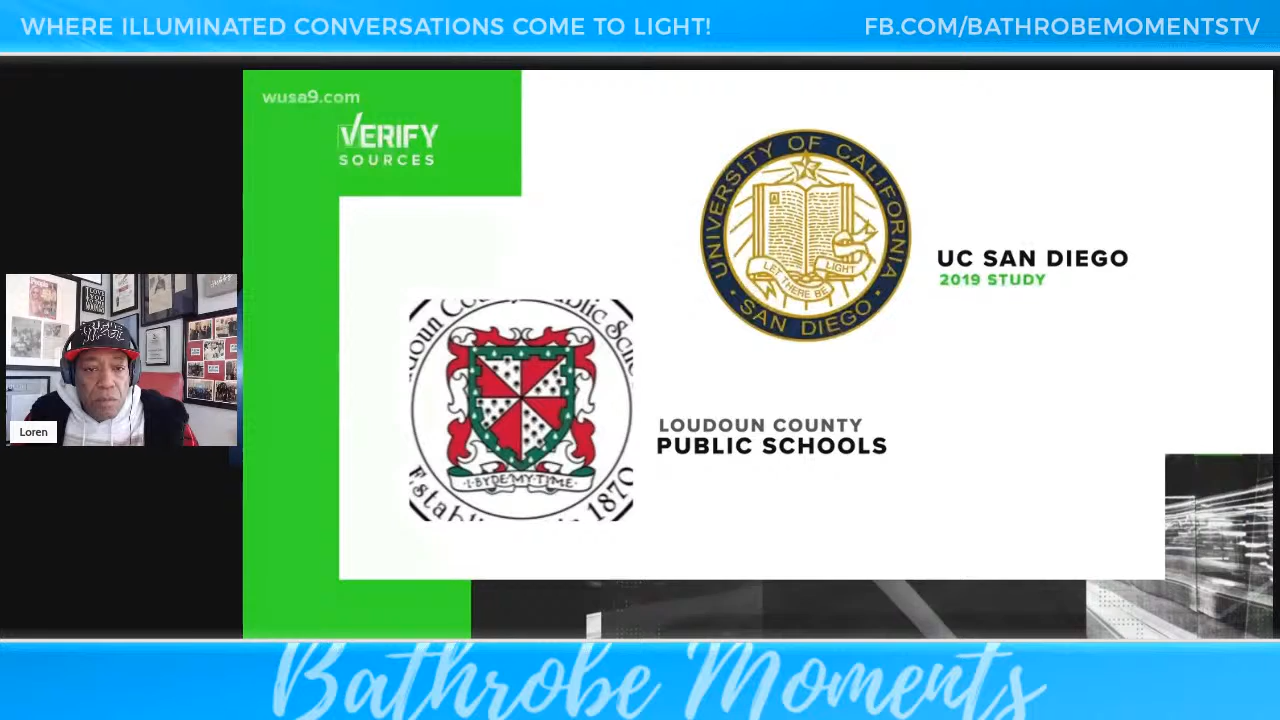 WHERE ILLUMINATED CONVERSATIONS COME TO LIGHT!
FB.COM/BATHROBEMOMENTSTV
wusa9.com
VERIFY
SOURCES
UNIVERSITY OF CALIFORNIA
LET THERE BE LIGHT
SAN DIEGO
UC SAN DIEGO
2019 STUDY
I·BYDE·MY·TIME
1870
LOUDOUN COUNTY
PUBLIC SCHOOLS
Loren
Bathrobe Moments